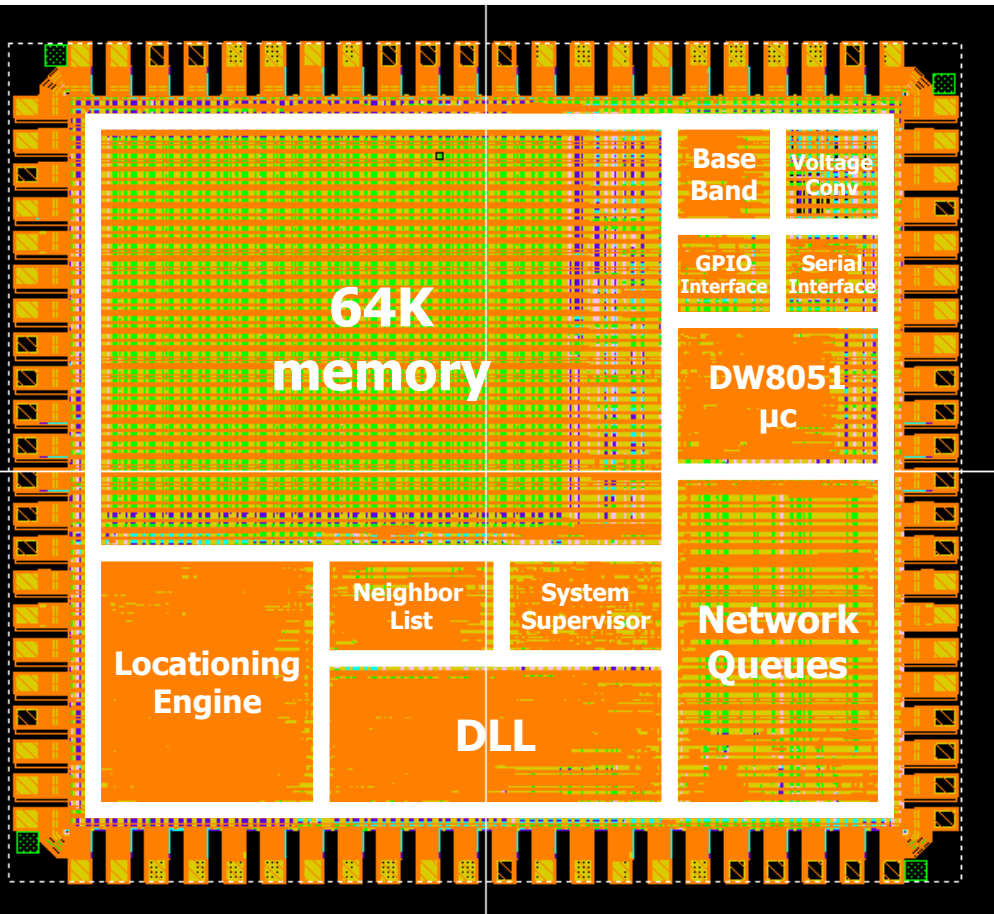 64K
memory
Base
Band
Voltage
Conv
GPIO
Interface
Serial
Interface
DW8051
µc
Locationing
Engine
Neighbor
List
System
Supervisor
DLL
Network
Queues